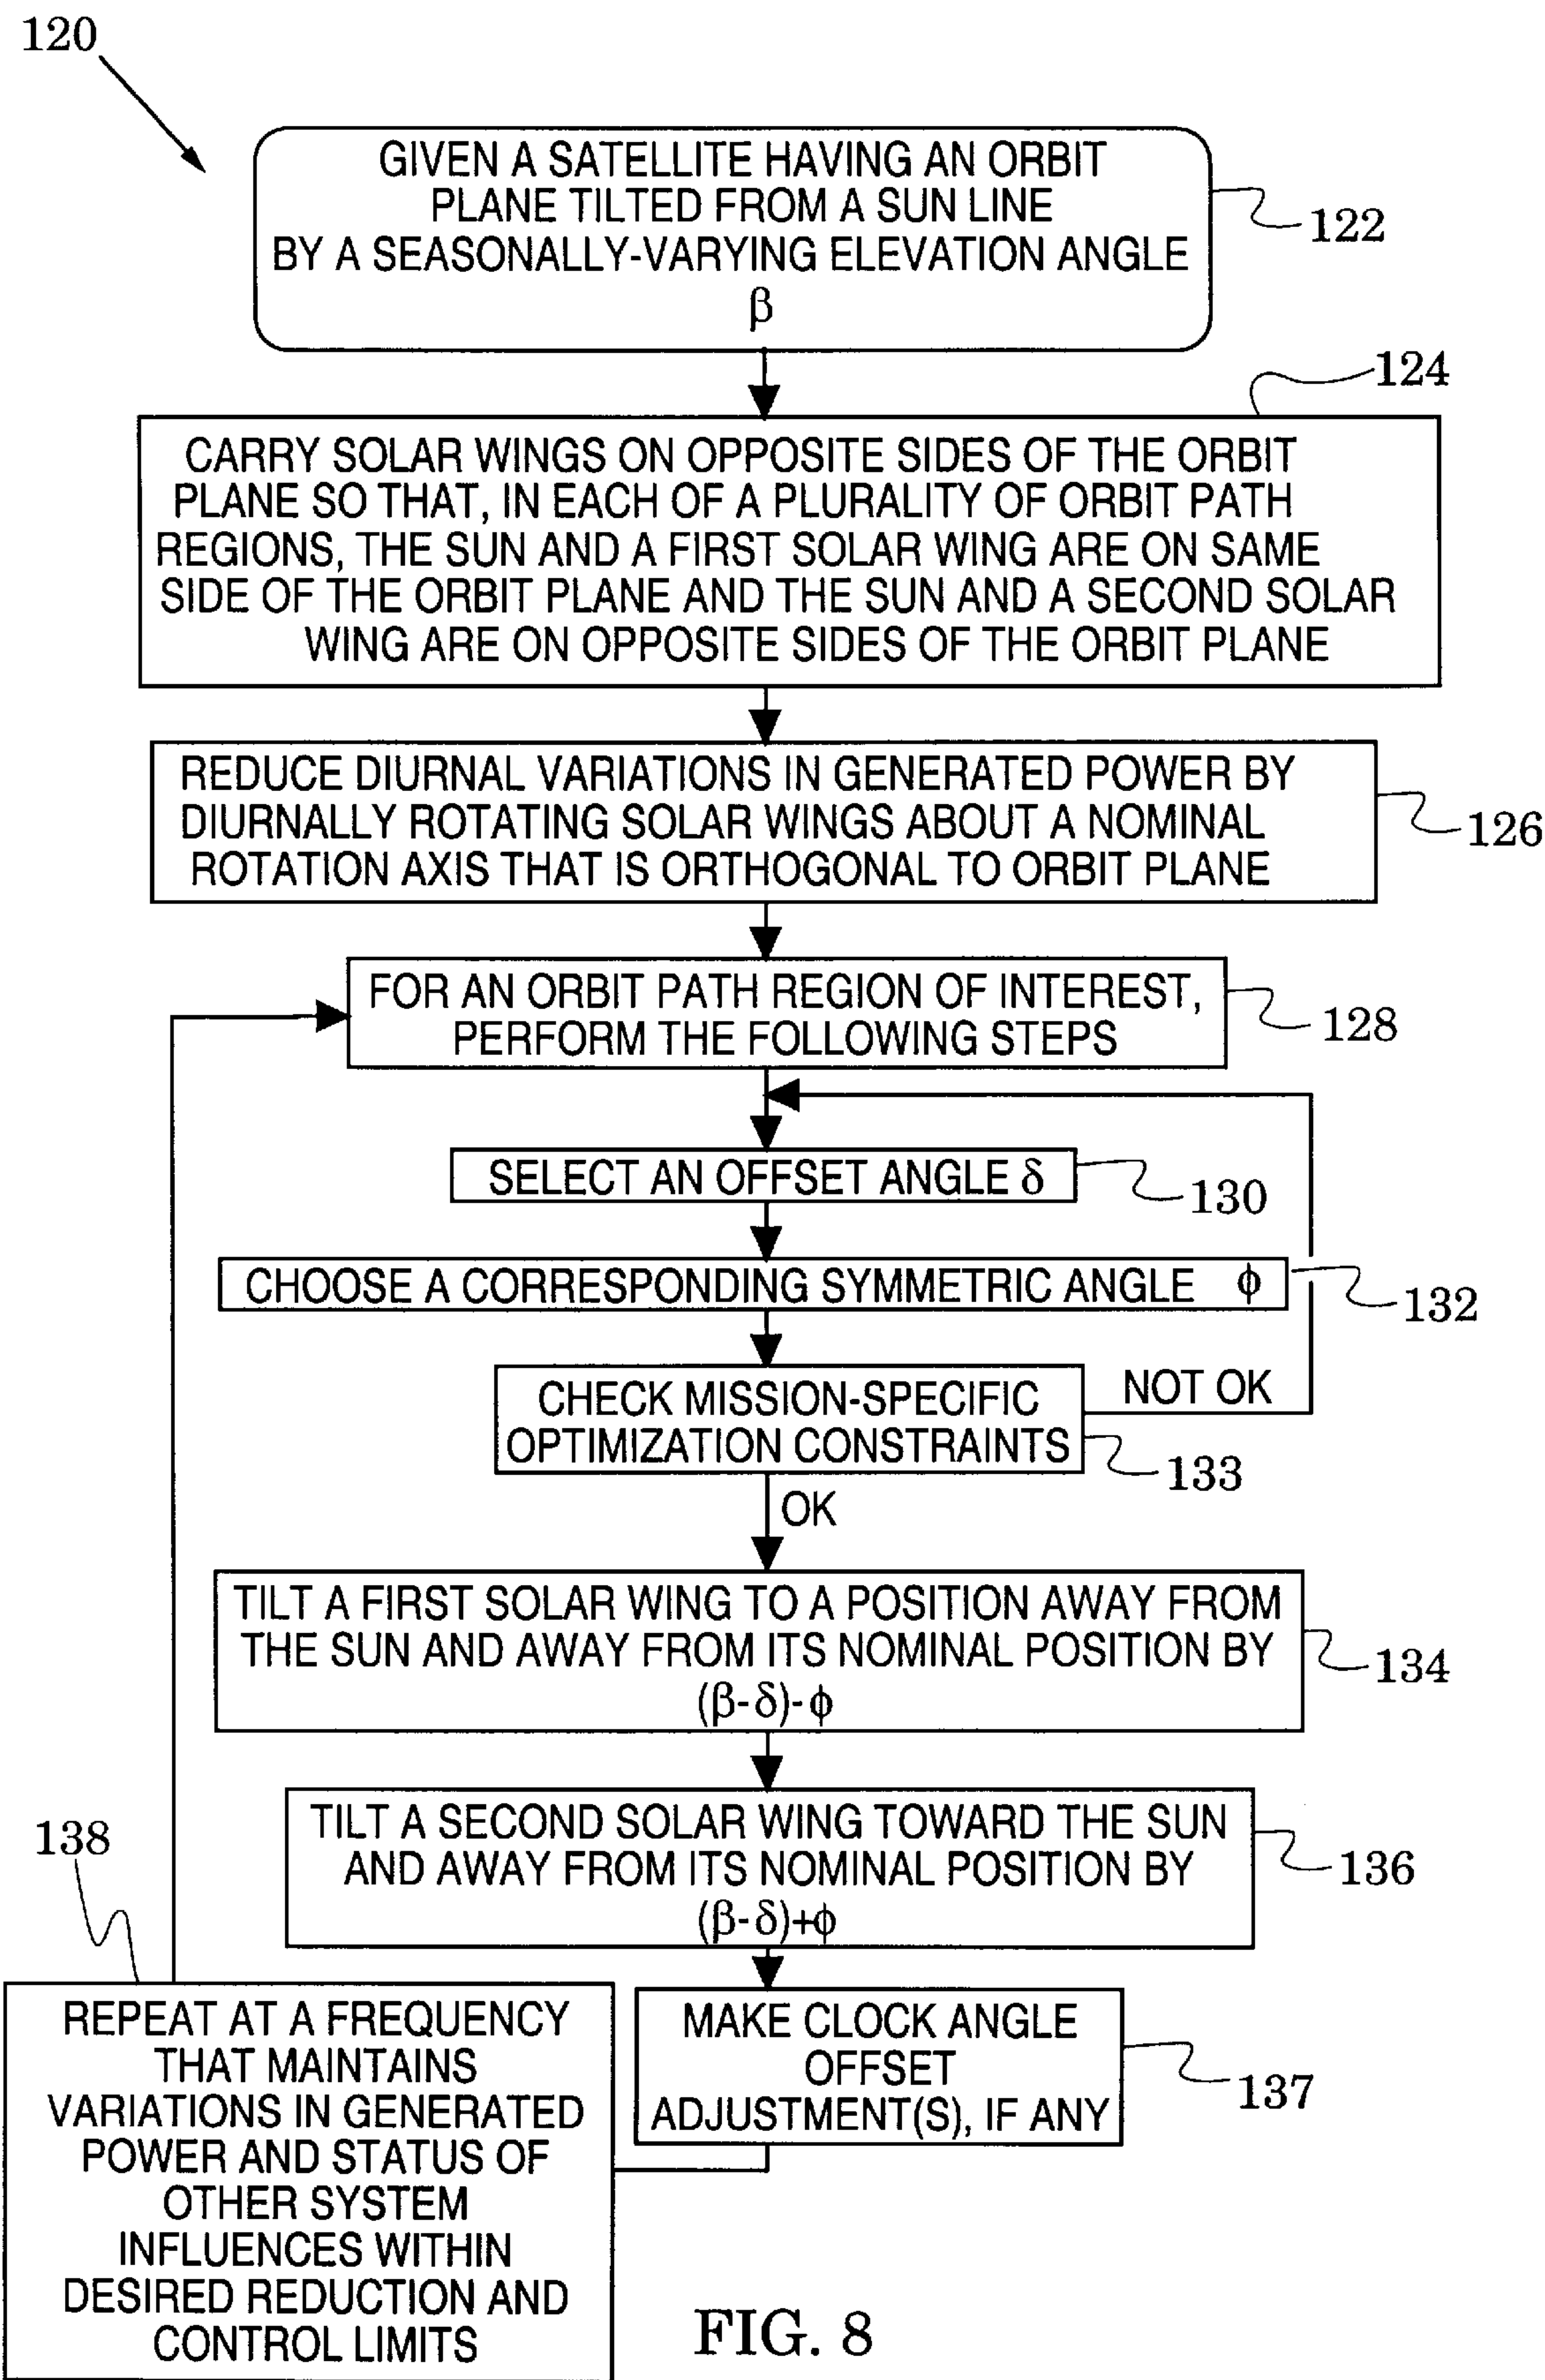 120
GIVEN A SATELLITE HAVING AN ORBIT
PLANE TILTED FROM A SUN LINE
BY A SEASONALLY-VARYING ELEVATION ANGLE
β
122
124
CARRY SOLAR WINGS ON OPPOSITE SIDES OF THE ORBIT
PLANE SO THAT, IN EACH OF A PLURALITY OF ORBIT PATH
REGIONS, THE SUN AND A FIRST SOLAR WING ARE ON SAME
SIDE OF THE ORBIT PLANE AND THE SUN AND A SECOND SOLAR
WING ARE ON OPPOSITE SIDES OF THE ORBIT PLANE
REDUCE DIURNAL VARIATIONS IN GENERATED POWER BY
DIURNALLY ROTATING SOLAR WINGS ABOUT A NOMINAL
ROTATION AXIS THAT IS ORTHOGONAL TO ORBIT PLANE
126
FOR AN ORBIT PATH REGION OF INTEREST,
PERFORM THE FOLLOWING STEPS
128
SELECT AN OFFSET ANGLE δ
130
CHOOSE A CORRESPONDING SYMMETRIC ANGLE ϕ
132
CHECK MISSION-SPECIFIC
OPTIMIZATION CONSTRAINTS
NOT OK
133
OK
TILT A FIRST SOLAR WING TO A POSITION AWAY FROM
THE SUN AND AWAY FROM ITS NOMINAL POSITION BY
(β-δ)-ϕ
134
TILT A SECOND SOLAR WING TOWARD THE SUN
AND AWAY FROM ITS NOMINAL POSITION BY
(β-δ)+ϕ
136
138
MAKE CLOCK ANGLE
OFFSET
ADJUSTMENT(S), IF ANY
137
REPEAT AT A FREQUENCY
THAT MAINTAINS
VARIATIONS IN GENERATED
POWER AND STATUS OF
OTHER SYSTEM
INFLUENCES WITHIN
DESIRED REDUCTION AND
CONTROL LIMITS
FIG. 8